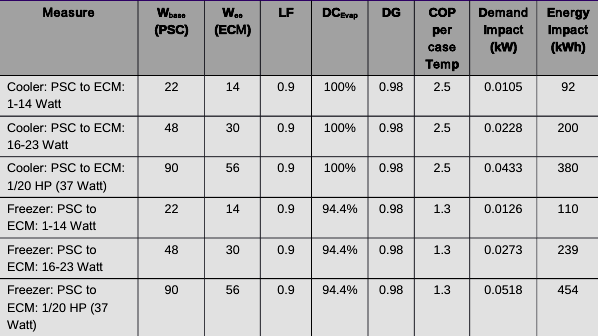 Measure W_base (PSC) W_ee (ECM) LF DC_Evap DG COP per case Temp Demand Impact (kW) Energy Impact (kWh)
Cooler: PSC to ECM: 1-14 Watt 22 14 0.9 100% 0.98 2.5 0.0105 92
Cooler: PSC to ECM: 16-23 Watt 48 30 0.9 100% 0.98 2.5 0.0228 200
Cooler: PSC to ECM: 1/20 HP (37 Watt) 90 56 0.9 100% 0.98 2.5 0.0433 380
Freezer: PSC to ECM: 1-14 Watt 22 14 0.9 94.4% 0.98 1.3 0.0126 110
Freezer: PSC to ECM: 16-23 Watt 48 30 0.9 94.4% 0.98 1.3 0.0273 239
Freezer: PSC to ECM: 1/20 HP (37 Watt) 90 56 0.9 94.4% 0.98 1.3 0.0518 454